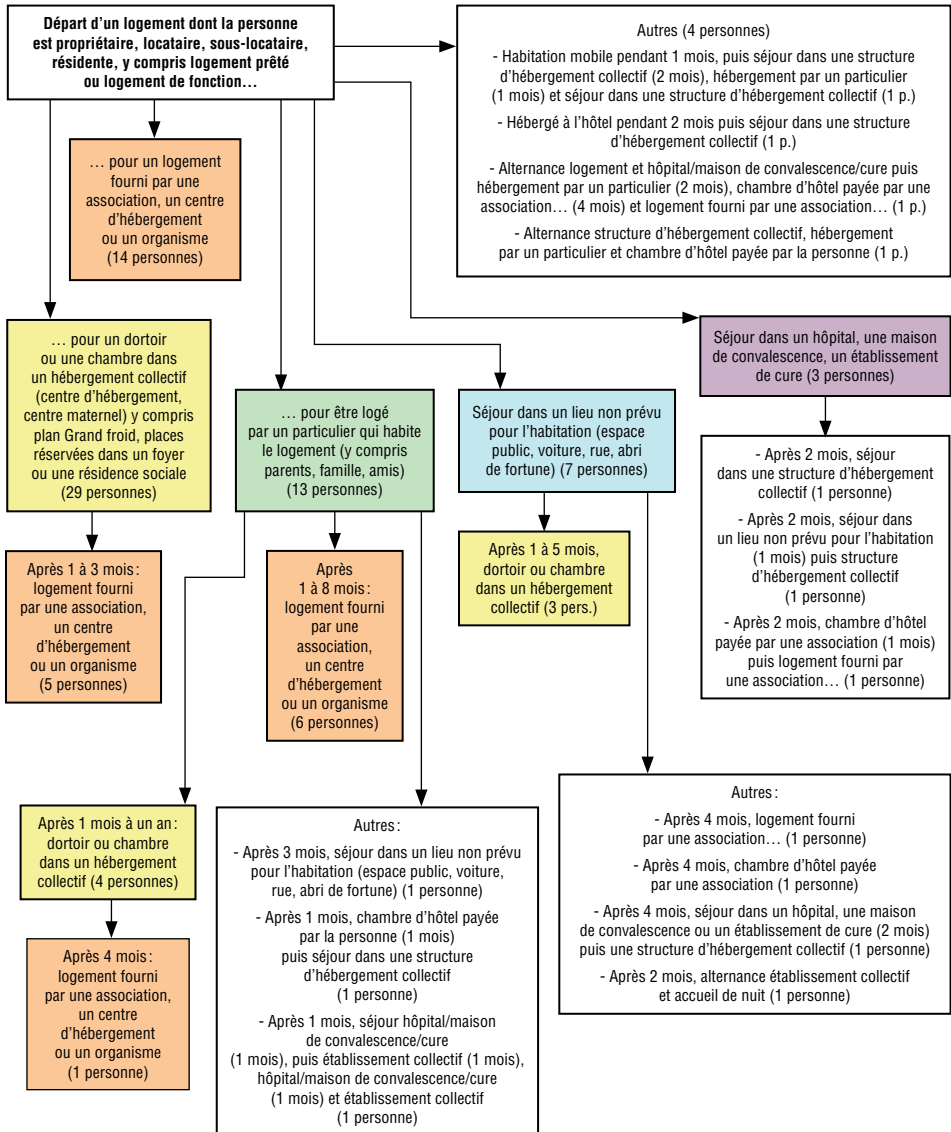 Départ d’un logement dont la personne
est propriétaire, locataire, sous-locataire,
résidente, y compris logement prêté
ou logement de fonction…
Autres (4 personnes)
- Habitation mobile pendant 1 mois, puis séjour dans une structure
d’hébergement collectif (2 mois), hébergement par un particulier
(1 mois) et séjour dans une structure d’hébergement collectif (1 p.)
- Hébergé à l’hôtel pendant 2 mois puis séjour dans une structure
d’hébergement collectif (1 p.)
- Alternance logement et hôpital/maison de convalescence/cure puis
hébergement par un particulier (2 mois), chambre d’hôtel payée par une
association… (4 mois) et logement fourni par une association… (1 p.)
- Alternance structure d’hébergement collectif, hébergement
par un particulier et chambre d’hôtel payée par la personne (1 p.)
… pour un logement
fourni par une
association, un centre
d’hébergement
ou un organisme
(14 personnes)
… pour un dortoir
ou une chambre dans
un hébergement collectif
(centre d’hébergement,
centre maternel) y compris
plan Grand froid, places
réservées dans un foyer
ou une résidence sociale
(29 personnes)
… pour être logé
par un particulier qui habite
le logement (y compris
parents, famille, amis)
(13 personnes)
Séjour dans un lieu non prévu
pour l’habitation (espace
public, voiture, rue, abri
de fortune) (7 personnes)
Séjour dans un hôpital, une maison
de convalescence, un établissement
de cure (3 personnes)
Après 1 à 3 mois :
logement fourni
par une association,
un centre
d’hébergement
ou un organisme
(5 personnes)
Après
1 à 8 mois :
logement fourni
par une
association,
un centre
d’hébergement
ou un organisme
(6 personnes)
Après 1 à 5 mois,
dortoir ou chambre
dans un hébergement
collectif (3 pers.)
- Après 2 mois, séjour
dans une structure d’hébergement
collectif (1 personne)
- Après 2 mois, séjour dans
un lieu non prévu pour l’habitation
(1 mois) puis structure
d’hébergement collectif
(1 personne)
- Après 2 mois, chambre d’hôtel
payée par une association (1 mois)
puis logement fourni par
une association… (1 personne)
Après 1 mois à un an :
dortoir ou chambre
dans un hébergement
collectif (4 personnes)
Après 4 mois :
logement fourni
par une association,
un centre
d’hébergement
ou un organisme
(1 personne)
Autres :
- Après 3 mois, séjour dans un lieu non prévu
pour l’habitation (espace public, voiture,
rue, abri de fortune) (1 personne)
- Après 1 mois, chambre d’hôtel payée
par la personne (1 mois)
puis séjour dans une structure
d’hébergement collectif
(1 personne)
- Après 1 mois, séjour hôpital/maison
de convalescence/cure
(1 mois), puis établissement collectif (1 mois),
hôpital/maison de convalescence/cure
(1 mois) et établissement collectif
(1 personne)
Autres :
- Après 4 mois, logement fourni
par une association… (1 personne)
- Après 4 mois, chambre d’hôtel payée
par une association (1 personne)
- Après 4 mois, séjour dans un hôpital, une maison
de convalescence ou un établissement de cure (2 mois)
puis une structure d’hébergement collectif (1 personne)
- Après 2 mois, alternance établissement collectif
et accueil de nuit (1 personne)